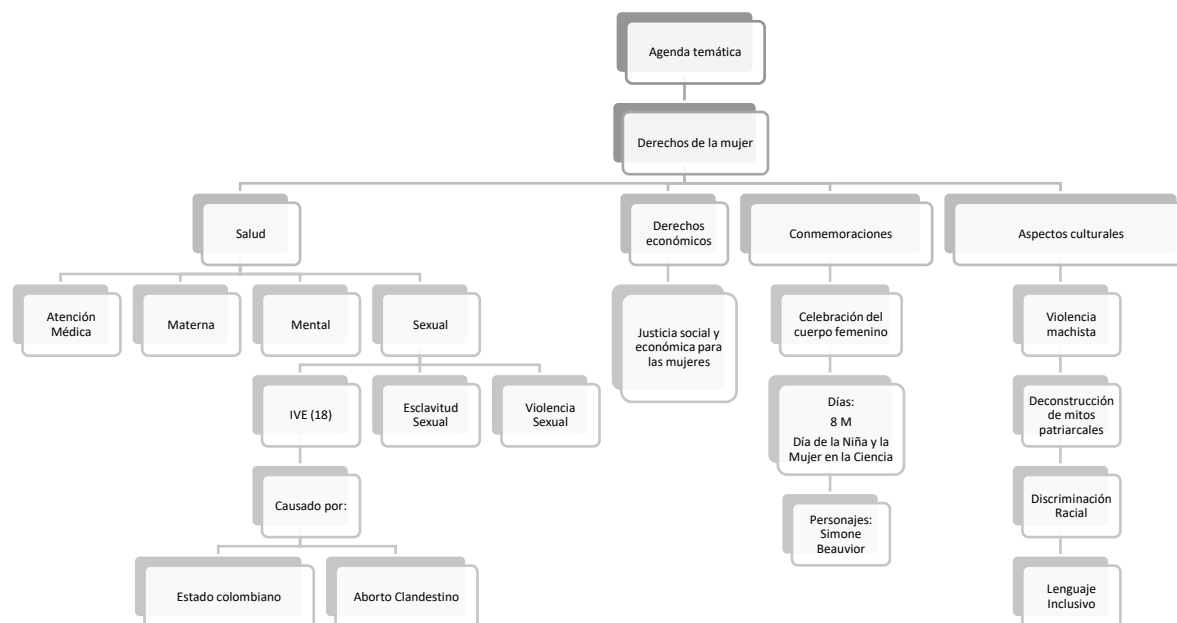 Agenda temática
Derechos de la mujer
Salud
Derechos
económicos
Conmemoraciones
Aspectos culturales
Atención
Médica
Materna
Mental
Sexual
Justicia social y
económica para
las mujeres
Celebración del
cuerpo femenino
Violencia
machista
IVE (18)
Esclavitud
Sexual
Violencia
Sexual
Días:
8 M
Día de la Niña y la
Mujer en la Ciencia
Deconstrucción
de mitos
patriarcales
Causado por:
Personajes:
Simone
Beauvior
Discriminación
Racial
Estado colombiano
Aborto Clandestino
Lenguaje
Inclusivo